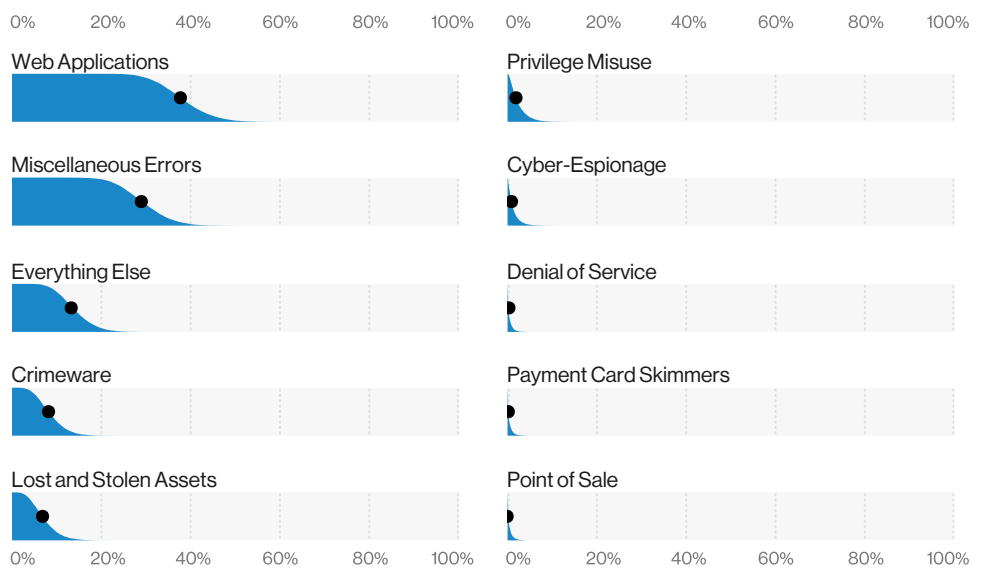 0% 20% 40% 60% 80% 100%
0% 20% 40% 60% 80% 100%
Web Applications
Privilege Misuse
Miscellaneous Errors
Cyber-Espionage
Everything Else
Denial of Service
Crimeware
Payment Card Skimmers
Lost and Stolen Assets
Point of Sale
0% 20% 40% 60% 80% 100%
0% 20% 40% 60% 80% 100%